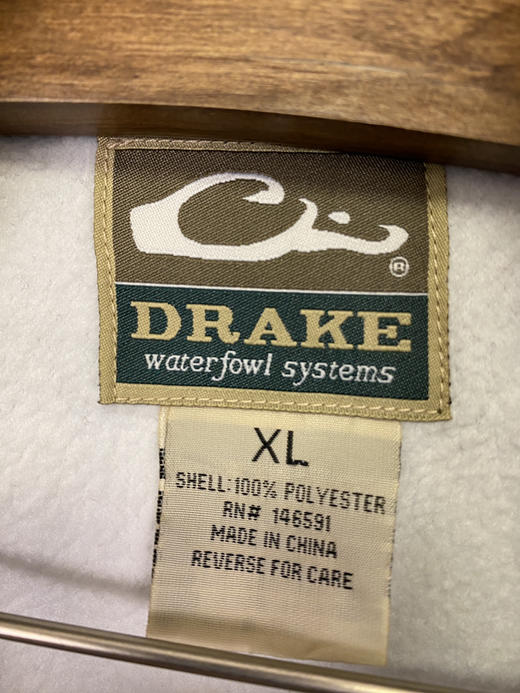 ®
DRAKE
waterfowl systems
XL
SHELL:100% POLYESTER
RN# 146591
MADE IN CHINA
REVERSE FOR CARE